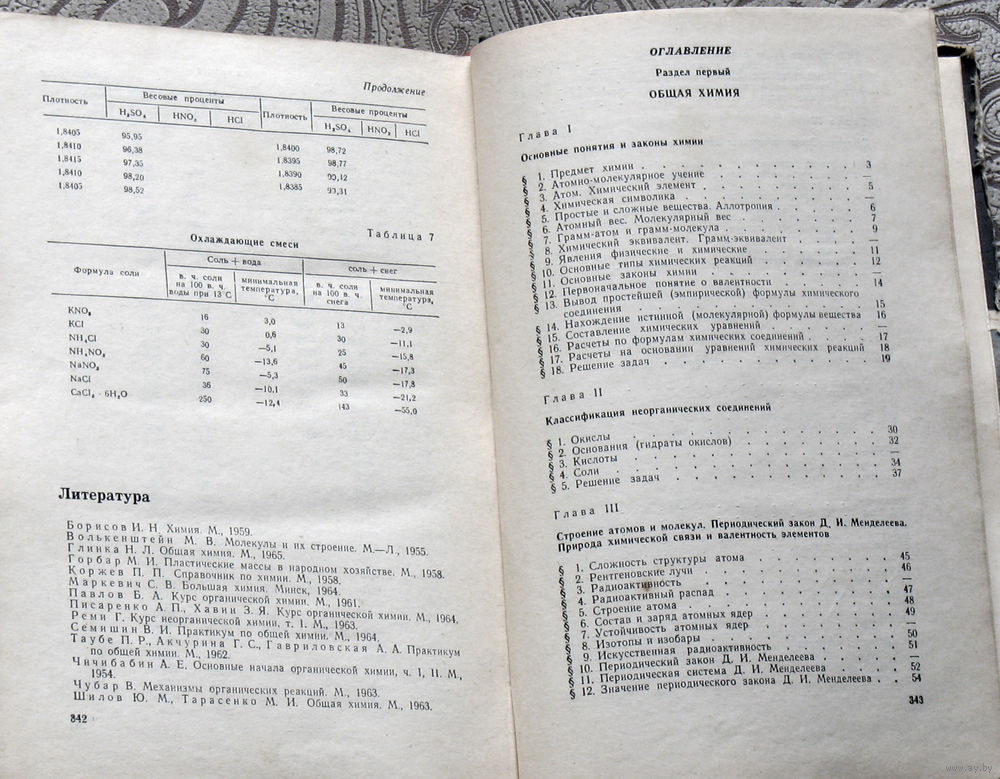 Продолжение
Плотность Весовые проценты Плотность Весовые проценты
H₂SO₄ HNO₃ HCl H₂SO₄ HNO₃ HCl
1,8405 95,95
1,8410 96,38 1,8400 98,72
1,8415 97,35 1,8395 98,77
1,8410 98,20 1,8390 99,12
1,8405 98,52 1,8385 99,31
Таблица 7
Охлаждающие смеси
Формула соли Соль + вода соль + снег
в. ч. соли на 100 в. ч. воды при 13°C минимальная температура, °C в. ч. соли на 100 в. ч. снега минимальная температура, °C
KNO₃ 16 3,0 13 —2,9
KCl 30 0,6 30 —11,1
NH₄Cl 30 —5,1 25 —15,8
NH₄NO₃ 60 —13,6 45 —17,3
NaNO₃ 75 —5,3 50 —17,8
NaCl 36 —10,1 33 —21,2
CaCl₂ · 6H₂O 250 —12,4 143 —55,0
Литература
Борисов И. Н. Химия. М., 1959.
Волькенштейн М. В. Молекулы и их строение. М.—Л., 1955.
Глинка Н. Л. Общая химия. М., 1965.
Горбар М. И. Пластические массы в народном хозяйстве. М., 1958.
Коржев П. П. Справочник по химии. М., 1958.
Маркевич С. В. Большая химия. Минск, 1964.
Павлов Б. А. Курс органической химии. М., 1961.
Писаренко А. П., Хавин З. Я. Курс органической химии. М., 1964.
Реми Г. Курс неорганической химии, т. 1. М., 1963.
Семишин В. И. Практикум по общей химии. М., 1964.
Таубе П. Р., Акчурина Г. С., Гавриловская А. А. Практикум
по общей химии. М., 1962.
Чичибабин А. Е. Основные начала органической химии, ч. I, II. М.,
1954.
Чубар В. Механизмы органических реакций. М., 1963.
Шилов Ю. М., Тарасенко М. И. Общая химия. М., 1963.
342
ОГЛАВЛЕНИЕ
Раздел первый
ОБЩАЯ ХИМИЯ
Глава I
Основные понятия и законы химии
§ 1. Предмет химии . . . 3
§ 2. Атомно-молекулярное учение . . . —
§ 3. Атом. Химический элемент . . . 5
§ 4. Химическая символика . . . —
§ 5. Простые и сложные вещества. Аллотропия . . . 6
§ 6. Атомный вес. Молекулярный вес . . . 7
§ 7. Грамм-атом и грамм-молекула . . . 9
§ 8. Химический эквивалент. Грамм-эквивалент . . . —
§ 9. Явления физические и химические . . . 11
§ 10. Основные типы химических реакций . . . 12
§ 11. Основные законы химии . . . —
§ 12. Первоначальное понятие о валентности . . . 14
§ 13. Вывод простейшей (эмпирической) формулы химического
соединения . . . 15
§ 14. Нахождение истинной (молекулярной) формулы вещества 16
§ 15. Составление химических уравнений . . . —
§ 16. Расчеты по формулам химических соединений . . . 17
§ 17. Расчеты на основании уравнений химических реакций 18
§ 18. Решение задач . . . 19
Глава II
Классификация неорганических соединений
§ 1. Окислы . . . 30
§ 2. Основания (гидраты окислов) . . . 32
§ 3. Кислоты . . . —
§ 4. Соли . . . 34
§ 5. Решение задач . . . 37
Глава III
Строение атомов и молекул. Периодический закон Д. И. Менделеева.
Природа химической связи и валентность элементов
§ 1. Сложность структуры атома . . . 45
§ 2. Рентгеновские лучи . . . 46
§ 3. Радиоактивность . . . —
§ 4. Радиоактивный распад . . . 47
§ 5. Строение атома . . . 48
§ 6. Состав и заряд атомных ядер . . . 49
§ 7. Устойчивость атомных ядер . . . —
§ 8. Изотопы и изобары . . . 50
§ 9. Искусственная радиоактивность . . . 51
§ 10. Периодический закон Д. И. Менделеева . . . —
§ 11. Периодическая система Д. И. Менделеева . . . 52
§ 12. Значение периодического закона Д. И. Менделеева . . 54
343
www.ay.by